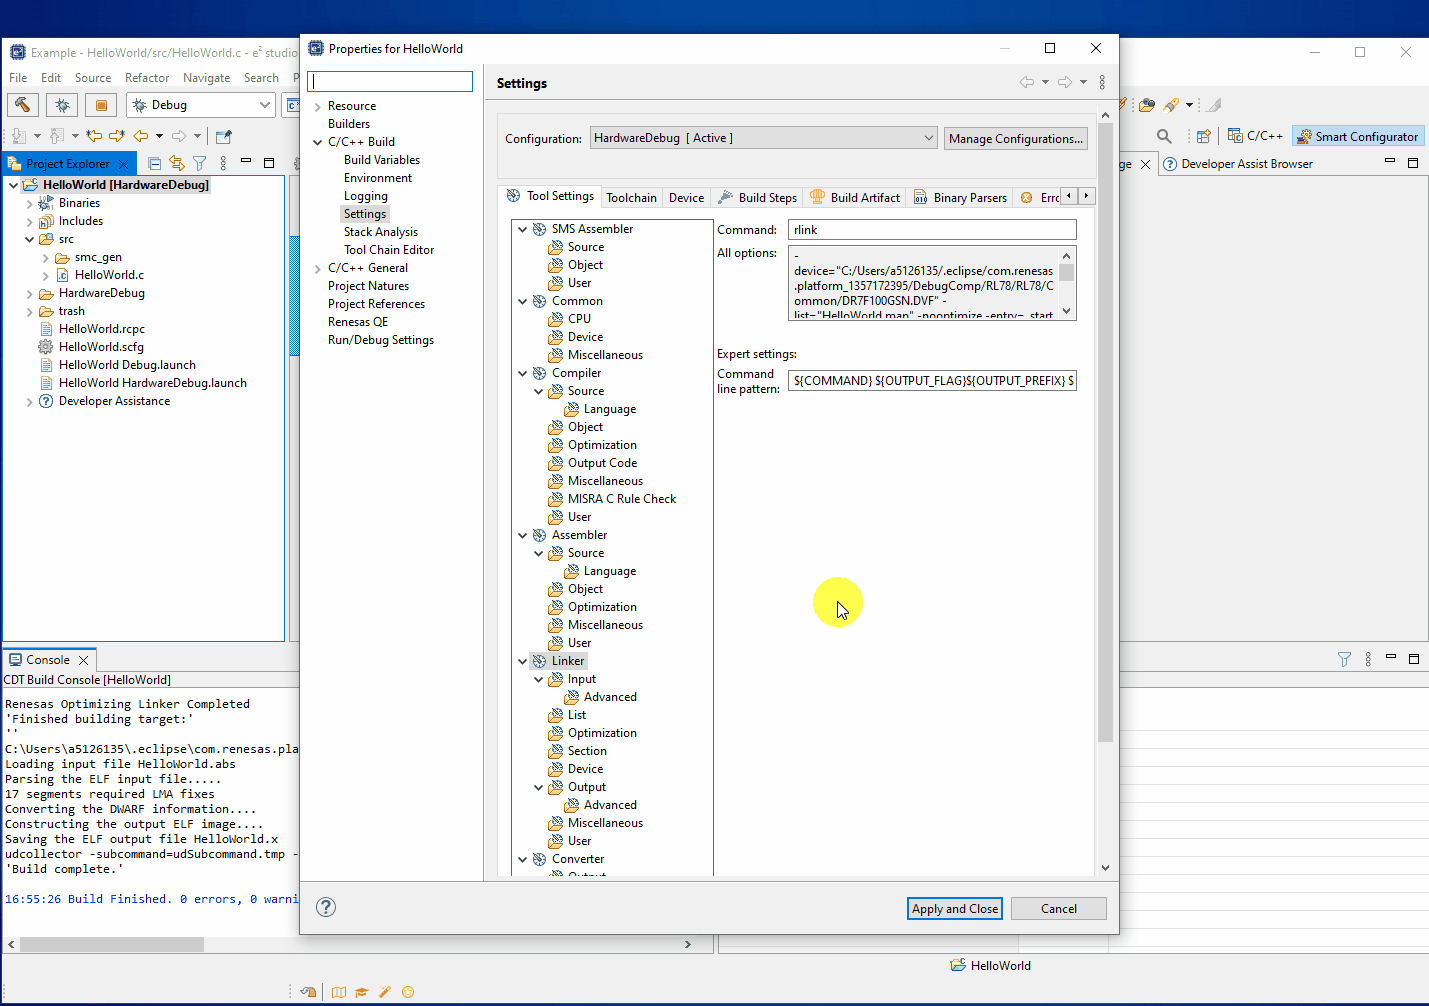 Example - HelloWorld/src/HelloWorld.c - e² studio
File Edit Source Refactor Navigate Search P
Debug
Project Explorer
HelloWorld [HardwareDebug]
Binaries
Includes
src
smc_gen
HelloWorld.c
HardwareDebug
trash
HelloWorld.rcpc
HelloWorld.scfg
HelloWorld Debug.launch
HelloWorld HardwareDebug.launch
Developer Assistance
Properties for HelloWorld
Resource
Builders
C/C++ Build
Build Variables
Environment
Logging
Settings
Stack Analysis
Tool Chain Editor
C/C++ General
Project Natures
Project References
Renesas QE
Run/Debug Settings
Settings
Configuration: HardwareDebug [ Active ] Manage Configurations...
Tool Settings Toolchain Device Build Steps Build Artifact Binary Parsers Erro
SMS Assembler
Source
Object
User
Common
CPU
Device
Miscellaneous
Compiler
Source
Language
Object
Optimization
Output Code
Miscellaneous
MISRA C Rule Check
User
Assembler
Source
Language
Object
Optimization
Miscellaneous
User
Linker
Input
Advanced
List
Optimization
Section
Device
Output
Advanced
Miscellaneous
User
Converter
Output
Command: rlink
All options: -
device="C:/Users/a5126135/.eclipse/com.renesas
.platform_1357172395/DebugComp/RL78/RL78/C
ommon/DR7F100GSN.DVF" -
list="HelloWorld.map" -nooptimize -entry=_start
Expert settings:
Command
line pattern: ${COMMAND} ${OUTPUT_FLAG}${OUTPUT_PREFIX} $
Apply and Close Cancel
C/C++ Smart Configurator
ge Developer Assist Browser
Console
CDT Build Console [HelloWorld]
Renesas Optimizing Linker Completed
'Finished building target:'
' '
C:\Users\a5126135\.eclipse\com.renesas.pla
Loading input file HelloWorld.abs
Parsing the ELF input file.....
17 segments required LMA fixes
Converting the DWARF information....
Constructing the output ELF image....
Saving the ELF output file HelloWorld.x
udcollector -subcommand=udSubcommand.tmp -
'Build complete.'
16:55:26 Build Finished. 0 errors, 0 warni
HelloWorld